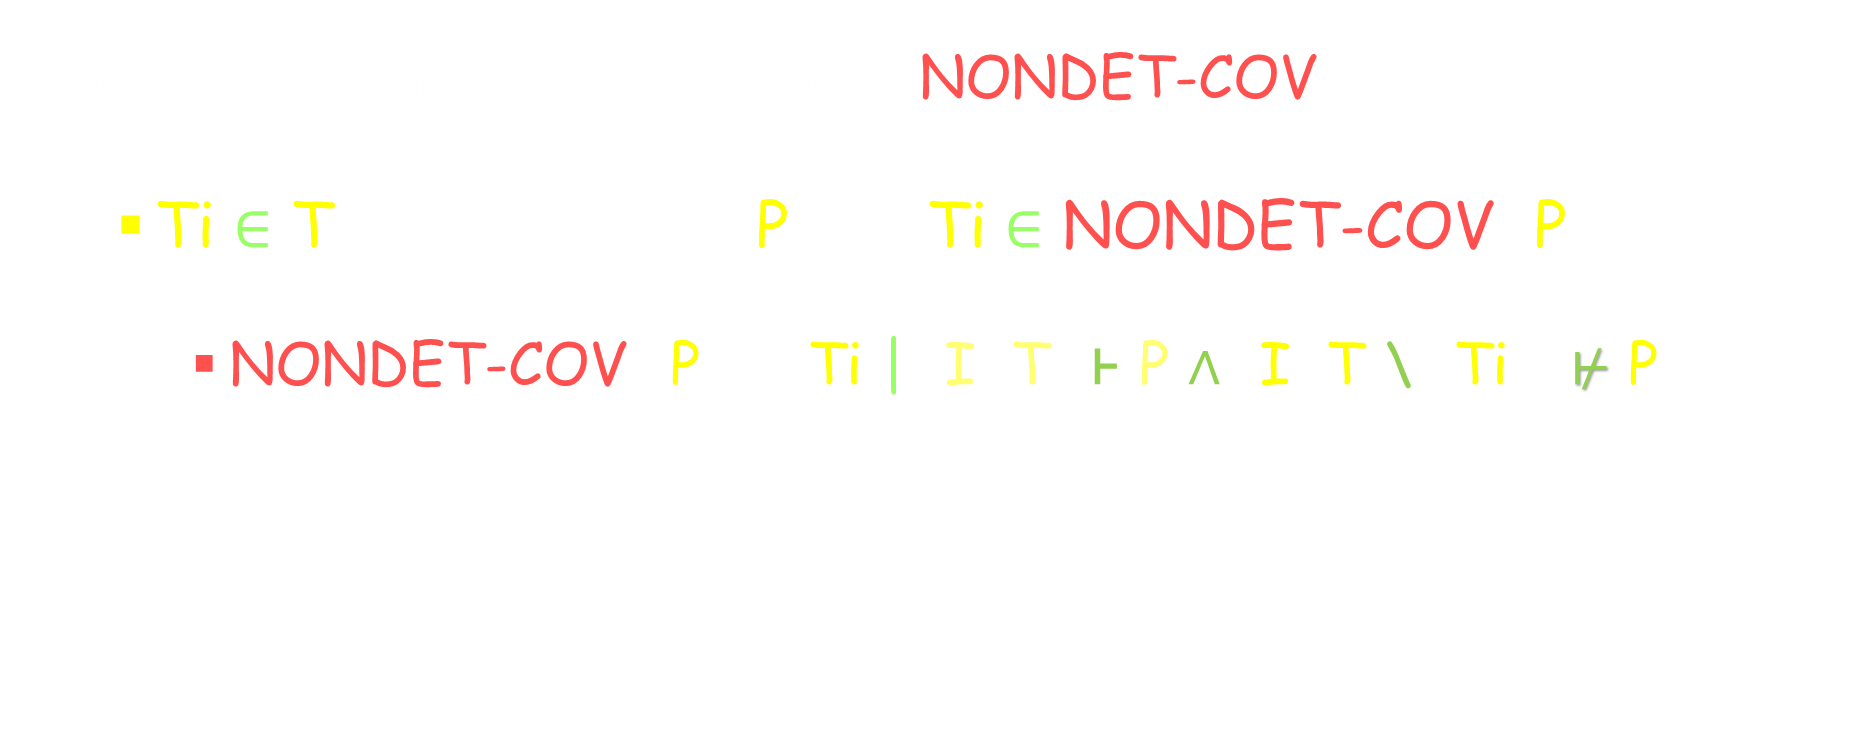 NONDET-COV
▪ Ti ∈ T P Ti ∈ NONDET-COV P
▪ NONDET-COV P Ti | I T ⊢ P ∧ I T \ Ti ⊬ P